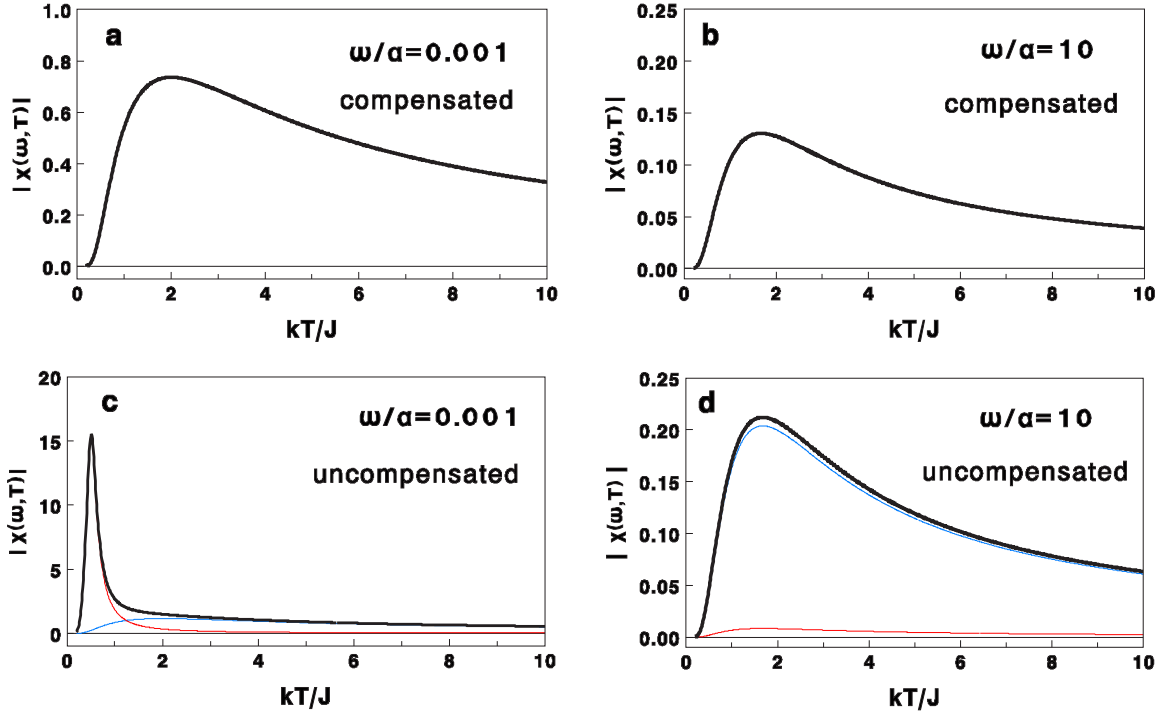 a
ω/α=0.001
compensated
1.0
0.8
0.6
0.4
0.2
0.0
| χ(ω,T) |
0 2 4 6 8 10
kT/J
b
ω/α=10
compensated
0.25
0.20
0.15
0.10
0.05
0.00
| χ(ω,T) |
0 2 4 6 8 10
kT/J
c
ω/α=0.001
uncompensated
20
15
10
5
0
| χ(ω,T) |
0 2 4 6 8 10
kT/J
d
ω/α=10
uncompensated
0.25
0.20
0.15
0.10
0.05
0.00
| χ(ω,T) |
0 2 4 6 8 10
kT/J